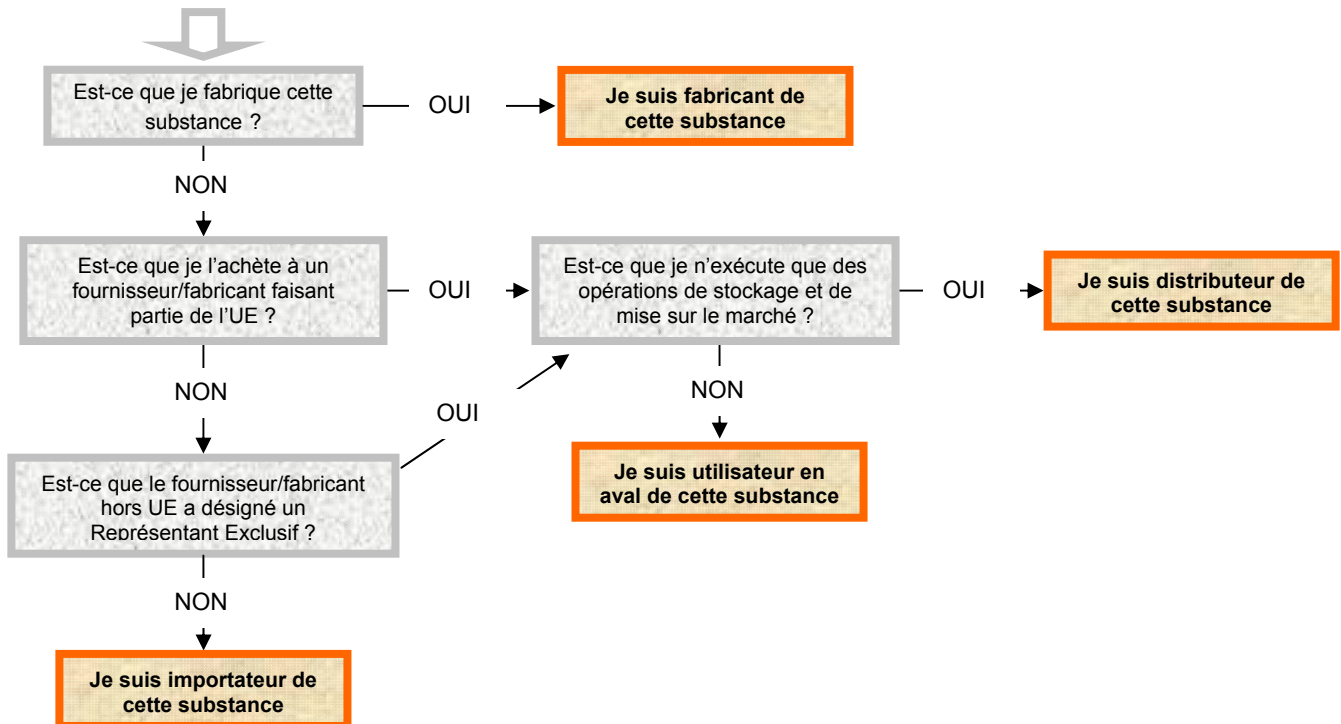 Est-ce que je fabrique cette
substance ?
OUI
Je suis fabricant de
cette substance
NON
Est-ce que je l’achète à un
fournisseur/fabricant faisant
partie de l’UE ?
OUI
Est-ce que je n’exécute que des
opérations de stockage et de
mise sur le marché ?
OUI
Je suis distributeur de
cette substance
NON
OUI
NON
Est-ce que le fournisseur/fabricant
hors UE a désigné un
Représentant Exclusif ?
Je suis utilisateur en
aval de cette substance
NON
Je suis importateur de
cette substance